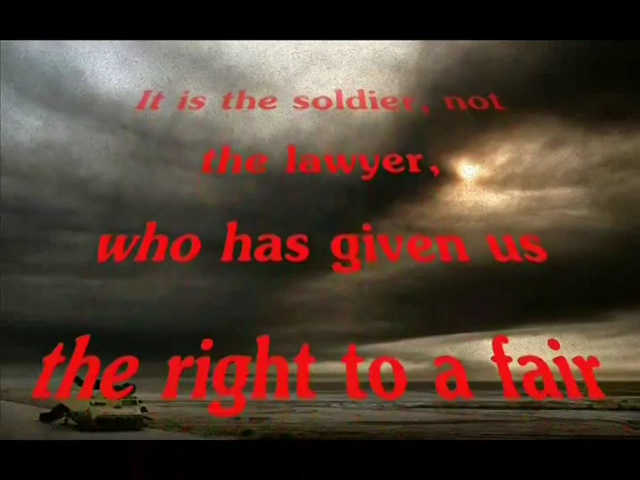 It is the soldier, not
the lawyer,
who has given us
the right to a fair